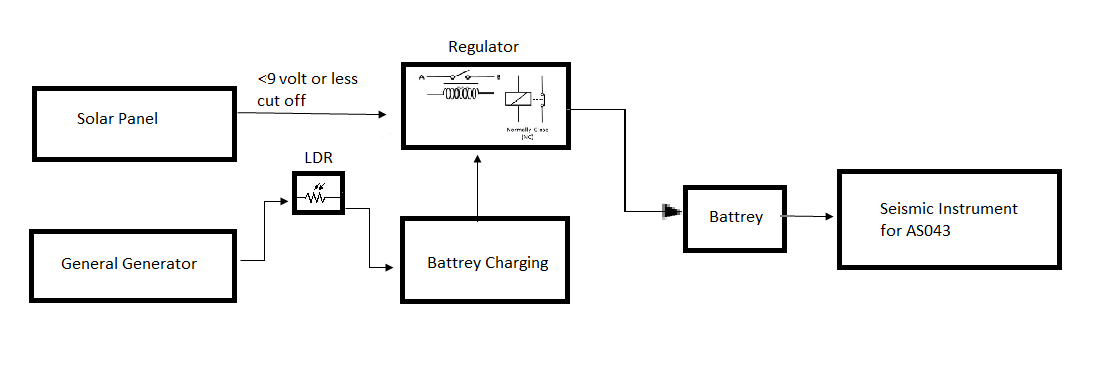 Regulator
<9 volt or less
cut off
Solar Panel
A
B
Normally Close
(NC)
LDR
General Generator
Battrey Charging
Battrey
Seismic Instrument
for AS043